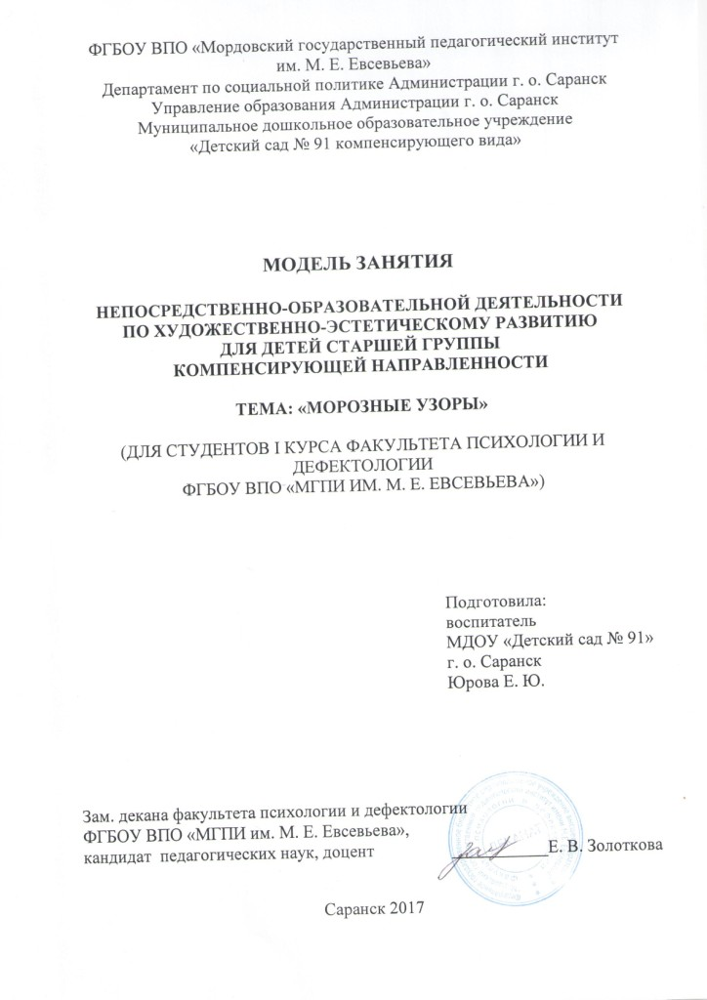 ФГБОУ ВПО «Мордовский государственный педагогический институт
им. М. Е. Евсевьева»
Департамент по социальной политике Администрации г. о. Саранск
Управление образования Администрации г. о. Саранск
Муниципальное дошкольное образовательное учреждение
«Детский сад № 91 компенсирующего вида»
МОДЕЛЬ ЗАНЯТИЯ
НЕПОСРЕДСТВЕННО-ОБРАЗОВАТЕЛЬНОЙ ДЕЯТЕЛЬНОСТИ
ПО ХУДОЖЕСТВЕННО-ЭСТЕТИЧЕСКОМУ РАЗВИТИЮ
ДЛЯ ДЕТЕЙ СТАРШЕЙ ГРУППЫ
КОМПЕНСИРУЮЩЕЙ НАПРАВЛЕННОСТИ
ТЕМА: «МОРОЗНЫЕ УЗОРЫ»
(ДЛЯ СТУДЕНТОВ I КУРСА ФАКУЛЬТЕТА ПСИХОЛОГИИ И
ДЕФЕКТОЛОГИИ
ФГБОУ ВПО «МГПИ ИМ. М. Е. ЕВСЕВЬЕВА»)
Подготовила:
воспитатель
МДОУ «Детский сад № 91»
г. о. Саранск
Юрова Е. Ю.
Зам. декана факультета психологии и дефектологии
ФГБОУ ВПО «МГПИ им. М. Е. Евсевьева»,
кандидат педагогических наук, доцент ___________Е. В. Золоткова
Саранск 2017